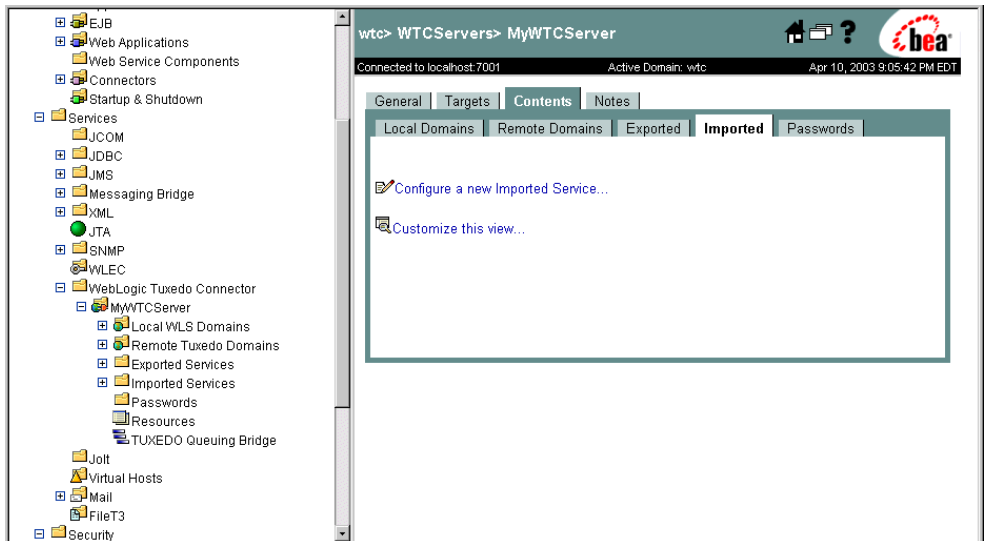 EJB
Web Applications
Web Service Components
Connectors
Startup & Shutdown
Services
JCOM
JDBC
JMS
Messaging Bridge
XML
JTA
SNMP
WLEC
WebLogic Tuxedo Connector
MyWTCServer
Local WLS Domains
Remote Tuxedo Domains
Exported Services
Imported Services
Passwords
Resources
TUXEDO Queuing Bridge
Jolt
Virtual Hosts
Mail
FileT3
Security
wtc> WTCServers> MyWTCServer
?
bea
Connected to localhost:7001 Active Domain: wtc Apr 10, 2003 9:05:42 PM EDT
General Targets Contents Notes
Local Domains Remote Domains Exported Imported Passwords
Configure a new Imported Service...
Customize this view...